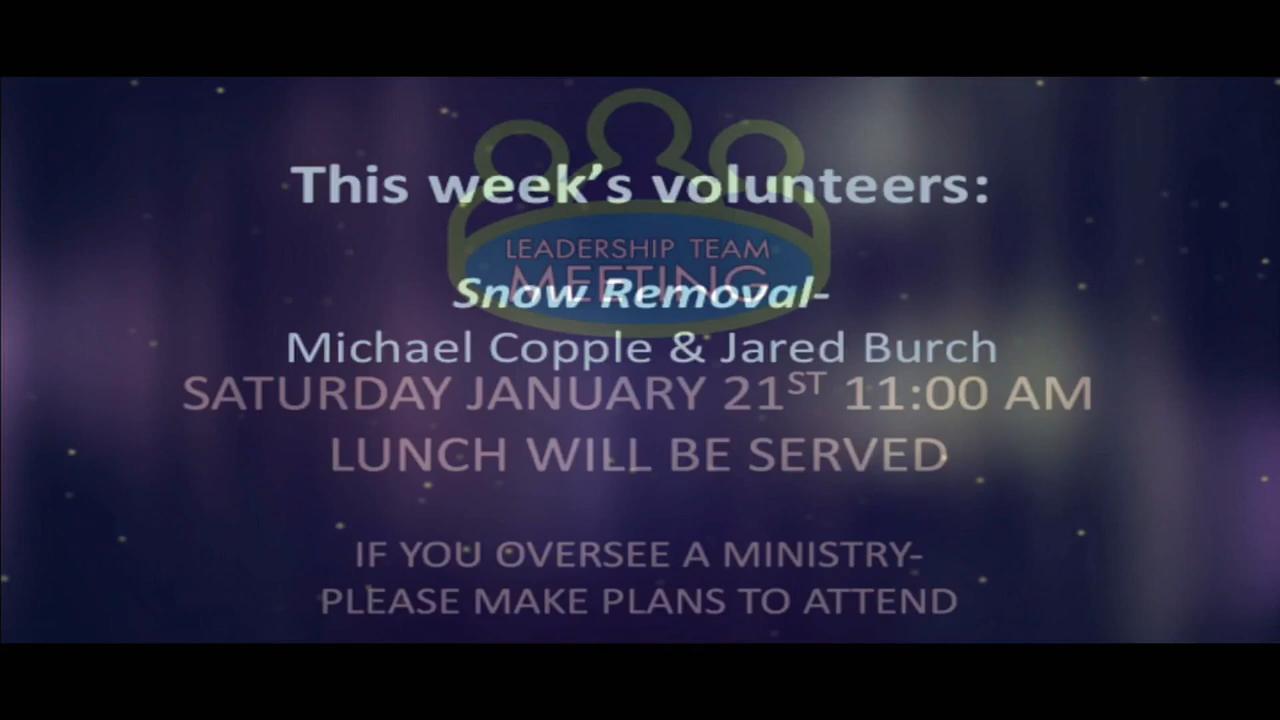 This week's volunteers:
LEADERSHIP TEAM
MEETING
Snow Removal-
Michael Copple & Jared Burch
SATURDAY JANUARY 21ST 11:00 AM
LUNCH WILL BE SERVED
IF YOU OVERSEE A MINISTRY-
PLEASE MAKE PLANS TO ATTEND